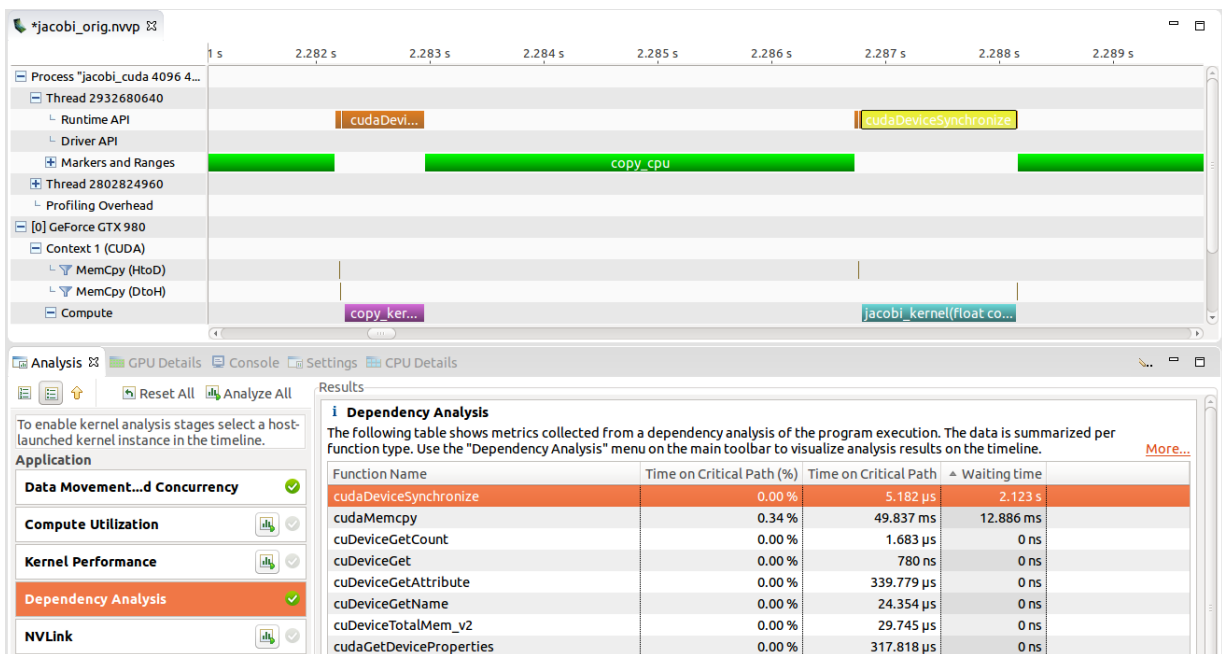 *jacobi_orig.nvvp
1 s 2.282 s 2.283 s 2.284 s 2.285 s 2.286 s 2.287 s 2.288 s 2.289 s
Process "jacobi_cuda 4096 4...
Thread 2932680640
Runtime API cudaDevi... cudaDeviceSynchronize
Driver API
Markers and Ranges copy_cpu
Thread 2802824960
Profiling Overhead
[0] GeForce GTX 980
Context 1 (CUDA)
MemCpy (HtoD)
MemCpy (DtoH)
Compute copy_ker... jacobi_kernel(float co...
Analysis GPU Details Console Settings CPU Details
Reset All Analyze All
To enable kernel analysis stages select a host-
launched kernel instance in the timeline.
Application
Data Movement...d Concurrency
Compute Utilization
Kernel Performance
Dependency Analysis
NVLink
Results
i Dependency Analysis
The following table shows metrics collected from a dependency analysis of the program execution. The data is summarized per
function type. Use the "Dependency Analysis" menu on the main toolbar to visualize analysis results on the timeline. More...
Function Name Time on Critical Path (%) Time on Critical Path Waiting time
cudaDeviceSynchronize 0.00 % 5.182 µs 2.123 s
cudaMemcpy 0.34 % 49.837 ms 12.886 ms
cuDeviceGetCount 0.00 % 1.683 µs 0 ns
cuDeviceGet 0.00 % 780 ns 0 ns
cuDeviceGetAttribute 0.00 % 339.779 µs 0 ns
cuDeviceGetName 0.00 % 24.354 µs 0 ns
cuDeviceTotalMem_v2 0.00 % 29.745 µs 0 ns
cudaGetDeviceProperties 0.00 % 317.818 µs 0 ns